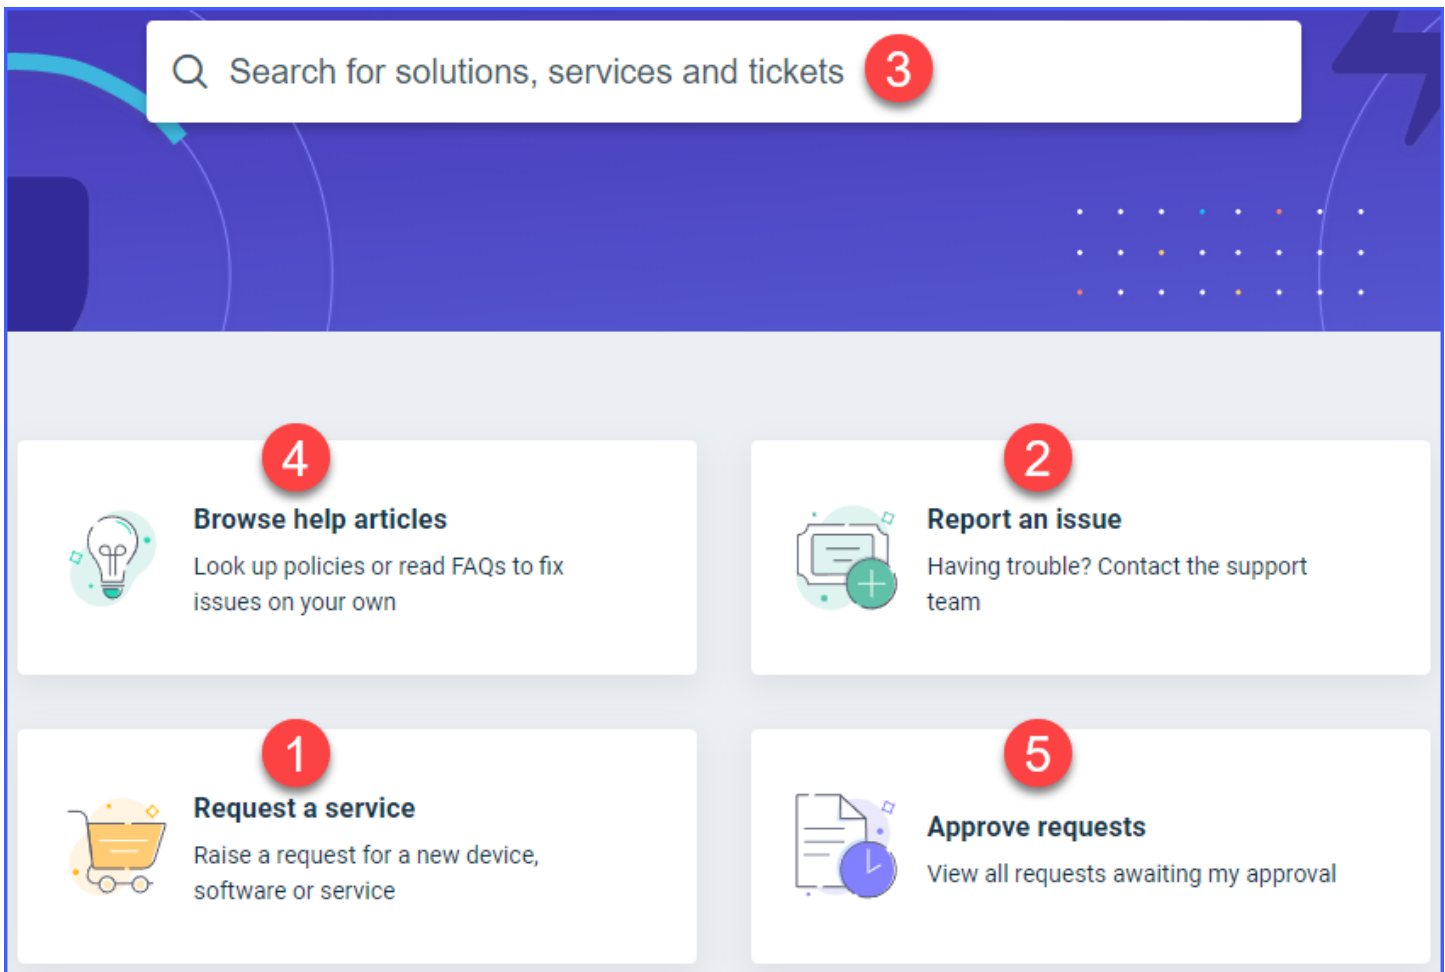 Search for solutions, services and tickets 3
4
Browse help articles
Look up policies or read FAQs to fix
issues on your own
2
Report an issue
Having trouble? Contact the support
team
1
Request a service
Raise a request for a new device,
software or service
5
Approve requests
View all requests awaiting my approval